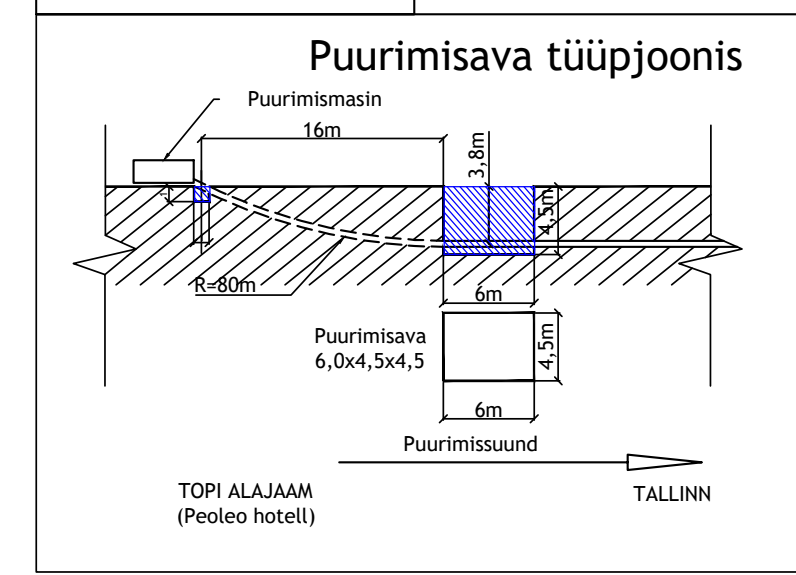 Puurimisava tüüpjoonis
Puurimismasin
16m
3,8m
1
4,5m
R=80m
6m
Puurimisava
6,0x4,5x4,5
4,5m
6m
Puurimissuund
TOPI ALAJAAM
(Peoleo hotell)
TALLINN